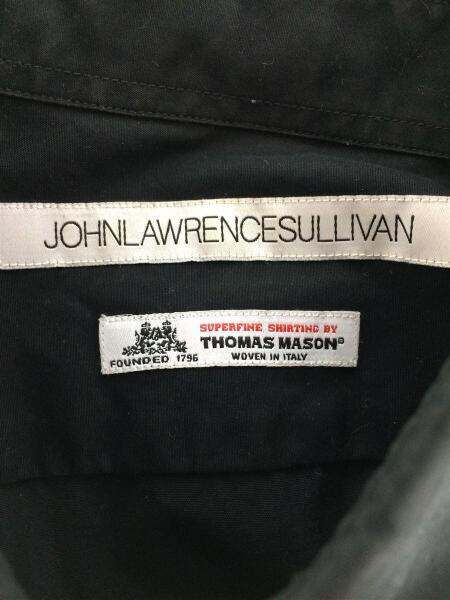 JOHNLAWRENCESULLIVAN
SUPERFINE SHIRTING BY
THOMAS MASON®
WOVEN IN ITALY
FOUNDED 1796